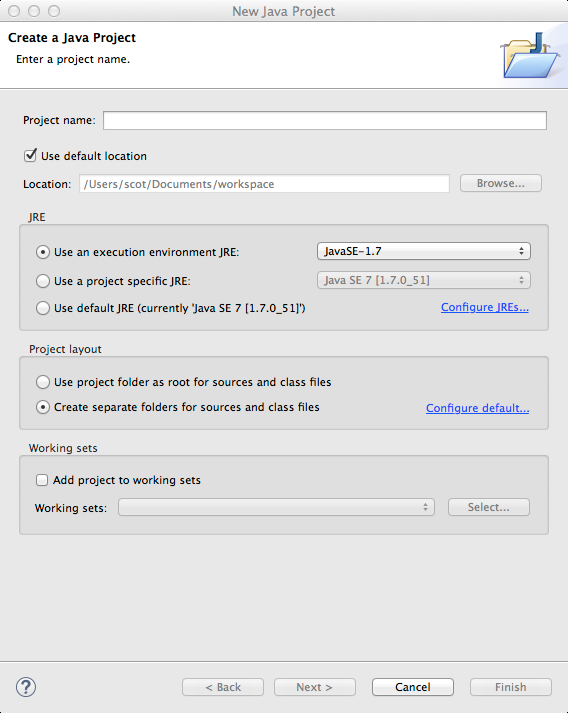 New Java Project
Create a Java Project
Enter a project name.
Project name:
Use default location
Location: /Users/scot/Documents/workspace Browse...
JRE
Use an execution environment JRE: JavaSE-1.7
Use a project specific JRE: Java SE 7 [1.7.0_51]
Use default JRE (currently 'Java SE 7 [1.7.0_51]') Configure JREs...
Project layout
Use project folder as root for sources and class files
Create separate folders for sources and class files Configure default...
Working sets
Add project to working sets
Working sets: Select...
? < Back Next > Cancel Finish